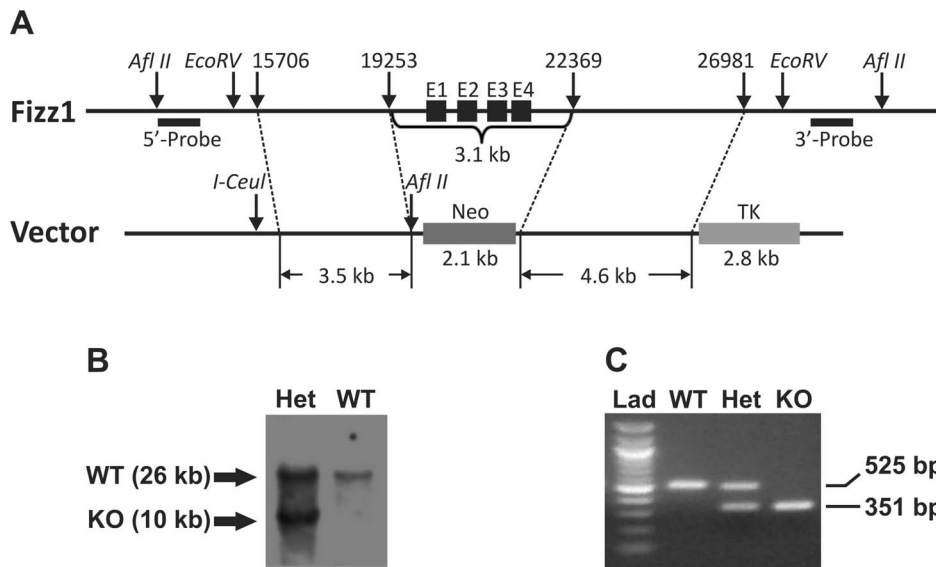 A
Afl II EcoRV 15706 19253 22369 26981 EcoRV Afl II
E1 E2 E3 E4
Fizz1
5’-Probe 3.1 kb 3’-Probe
I-CeuI Afl II
Neo TK
Vector
2.1 kb 2.8 kb
3.5 kb 4.6 kb
B
Het WT
WT (26 kb)
KO (10 kb)
C
Lad WT Het KO
525 bp
351 bp